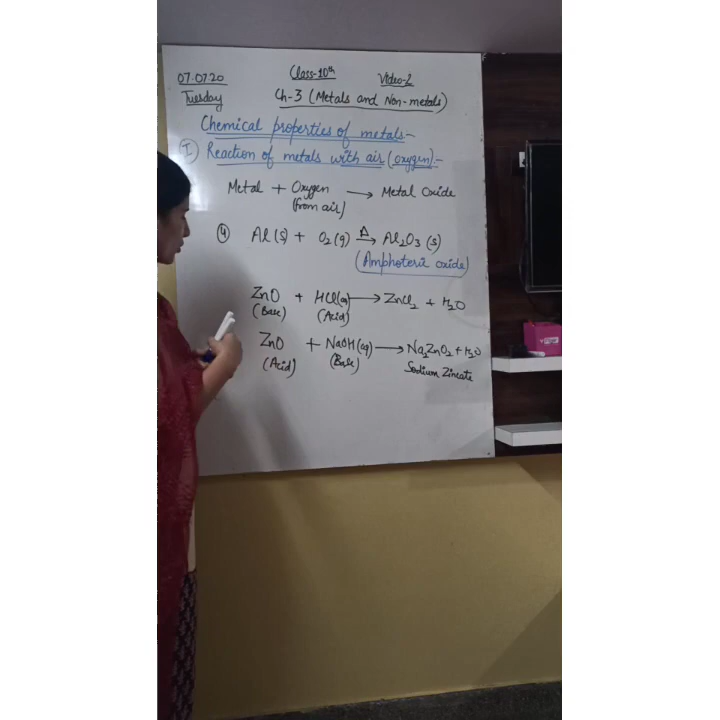 07.07.20 Class-10th Video-2
Tuesday Ch-3 (Metals and Non-metals)
Chemical properties of metals-
I) Reaction of metals with air (oxygen):-
Metal + Oxygen → Metal Oxide
(from air)
4) Al(s) + O2(g) Δ→ Al2O3(s)
(Amphoteric oxide)
ZnO + HCl(aq) → ZnCl2 + H2O
(Base) (Acid)
ZnO + NaOH(aq) → Na2ZnO2 + H2O
(Acid) (Base) Sodium Zincate